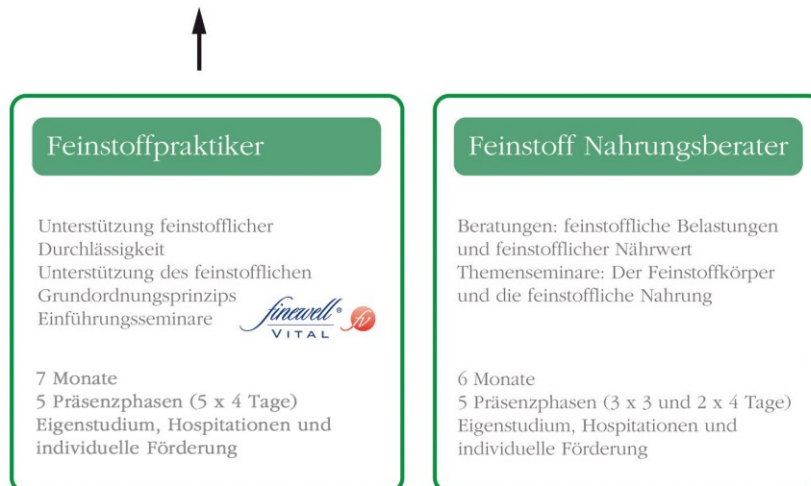 Feinstoffpraktiker
Unterstützung feinstofflicher
Durchlässigkeit
Unterstützung des feinstofflichen
Grundordnungsprinzips
Einführungsseminare
finewell®
VITAL
fv
7 Monate
5 Präsenzphasen (5 x 4 Tage)
Eigenstudium, Hospitationen und
individuelle Förderung
Feinstoff Nahrungsberater
Beratungen: feinstoffliche Belastungen
und feinstofflicher Nährwert
Themenseminare: Der Feinstoffkörper
und die feinstoffliche Nahrung
6 Monate
5 Präsenzphasen (3 x 3 und 2 x 4 Tage)
Eigenstudium, Hospitationen und
individuelle Förderung